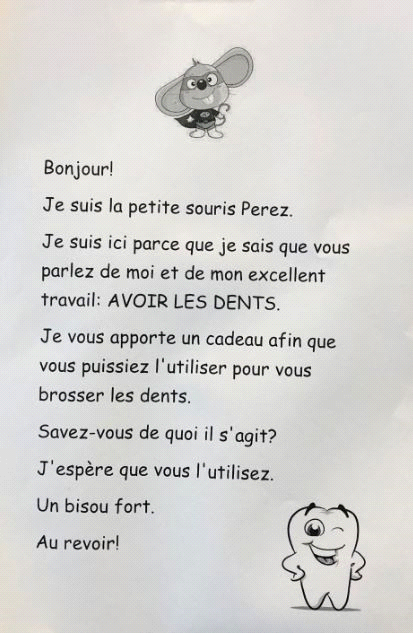 Bonjour!
Je suis la petite souris Perez.
Je suis ici parce que je sais que vous
parlez de moi et de mon excellent
travail: AVOIR LES DENTS.
Je vous apporte un cadeau afin que
vous puissiez l'utiliser pour vous
brosser les dents.
Savez-vous de quoi il s'agit?
J'espère que vous l'utilisez.
Un bisou fort.
Au revoir!